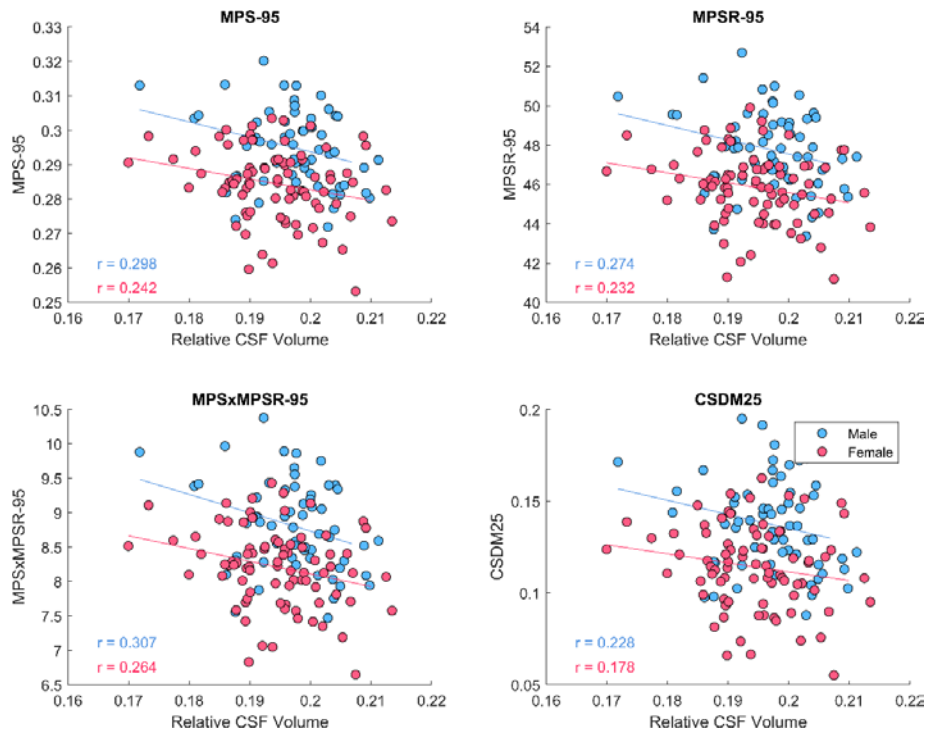 MPS-95
0.33
0.32
0.31
0.3
0.29
0.28
0.27
0.26
0.25
MPS-95
r = 0.298
r = 0.242
0.16 0.17 0.18 0.19 0.2 0.21 0.22
Relative CSF Volume
MPSR-95
54
52
50
48
46
44
42
40
MPSR-95
r = 0.274
r = 0.232
0.16 0.17 0.18 0.19 0.2 0.21 0.22
Relative CSF Volume
MPSxMPSR-95
10.5
10
9.5
9
8.5
8
7.5
7
6.5
MPSxMPSR-95
r = 0.307
r = 0.264
0.16 0.17 0.18 0.19 0.2 0.21 0.22
Relative CSF Volume
CSDM25
0.2
0.15
0.1
0.05
CSDM25
Male
Female
r = 0.228
r = 0.178
0.16 0.17 0.18 0.19 0.2 0.21 0.22
Relative CSF Volume